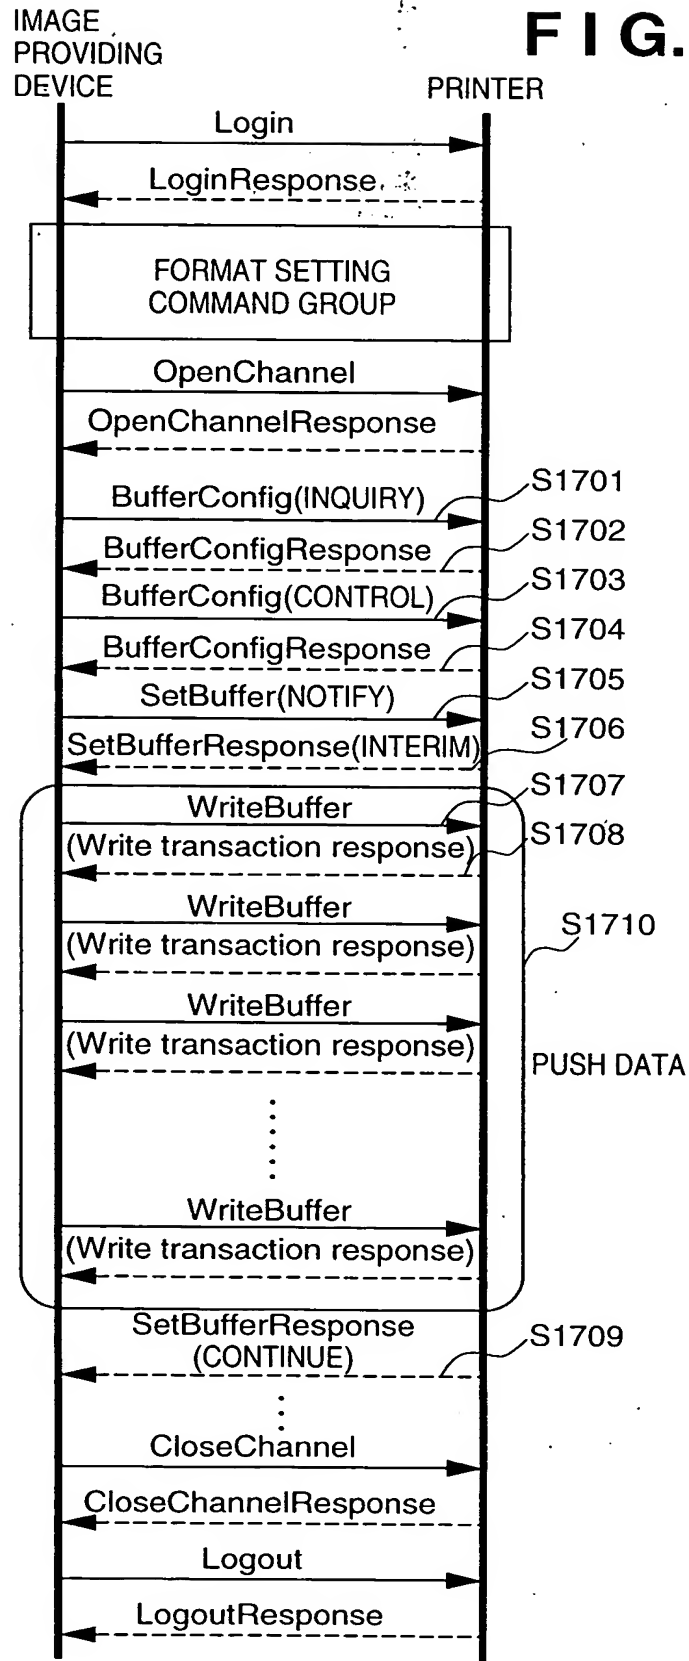 IMAGE
PROVIDING
DEVICE
FIG.
PRINTER
Login
LoginResponse
FORMAT SETTING
COMMAND GROUP
OpenChannel
OpenChannelResponse
BufferConfig(INQUIRY)
S1701
BufferConfigResponse
S1702
BufferConfig(CONTROL)
S1703
BufferConfigResponse
S1704
SetBuffer(NOTIFY)
S1705
SetBufferResponse(INTERIM)
S1706
WriteBuffer
S1707
(Write transaction response)
S1708
WriteBuffer
(Write transaction response)
S1710
WriteBuffer
(Write transaction response)
PUSH DATA
WriteBuffer
(Write transaction response)
SetBufferResponse
(CONTINUE)
S1709
CloseChannel
CloseChannelResponse
Logout
LogoutResponse